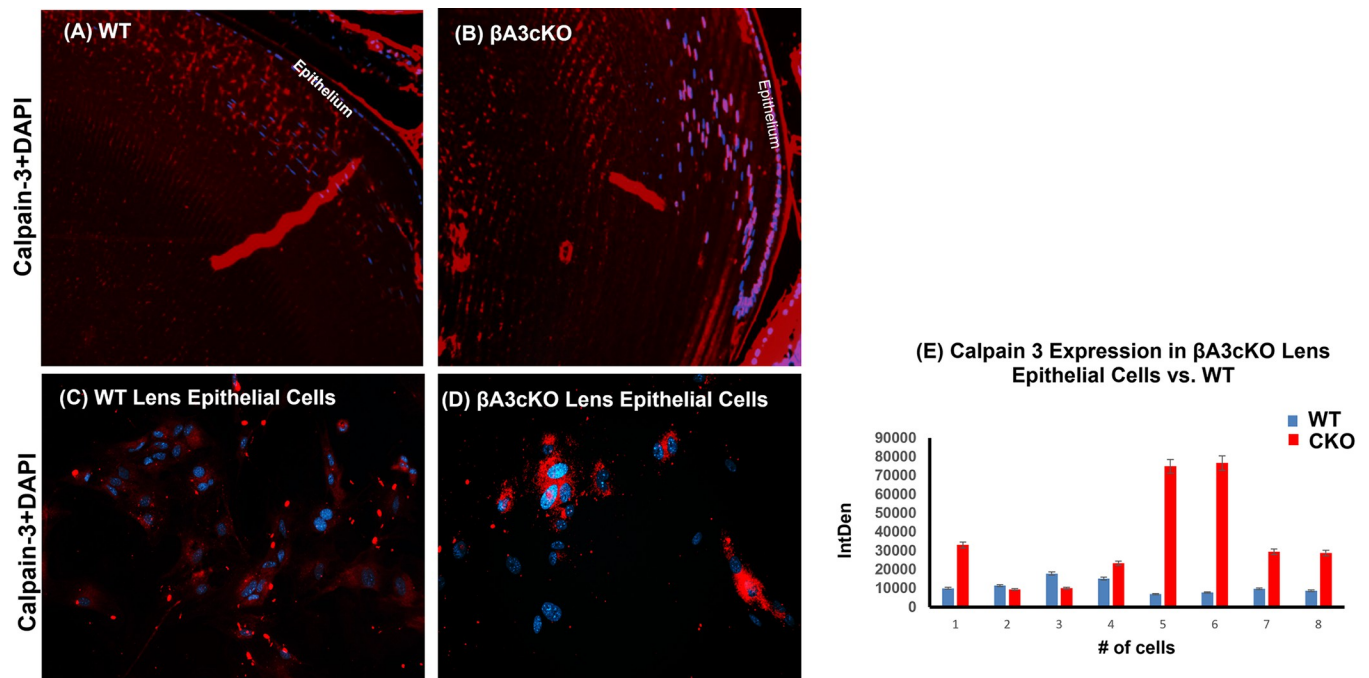 (A) WT
Epithelium
(B) βA3cKO
Epithelium
Calpain-3+DAPI
(C) WT Lens Epithelial Cells
(D) βA3cKO Lens Epithelial Cells
Calpain-3+DAPI
(E) Calpain 3 Expression in βA3cKO Lens
Epithelial Cells vs. WT
WT
CKO
90000
80000
70000
60000
50000
40000
30000
20000
10000
0
IntDen
1 2 3 4 5 6 7 8
# of cells